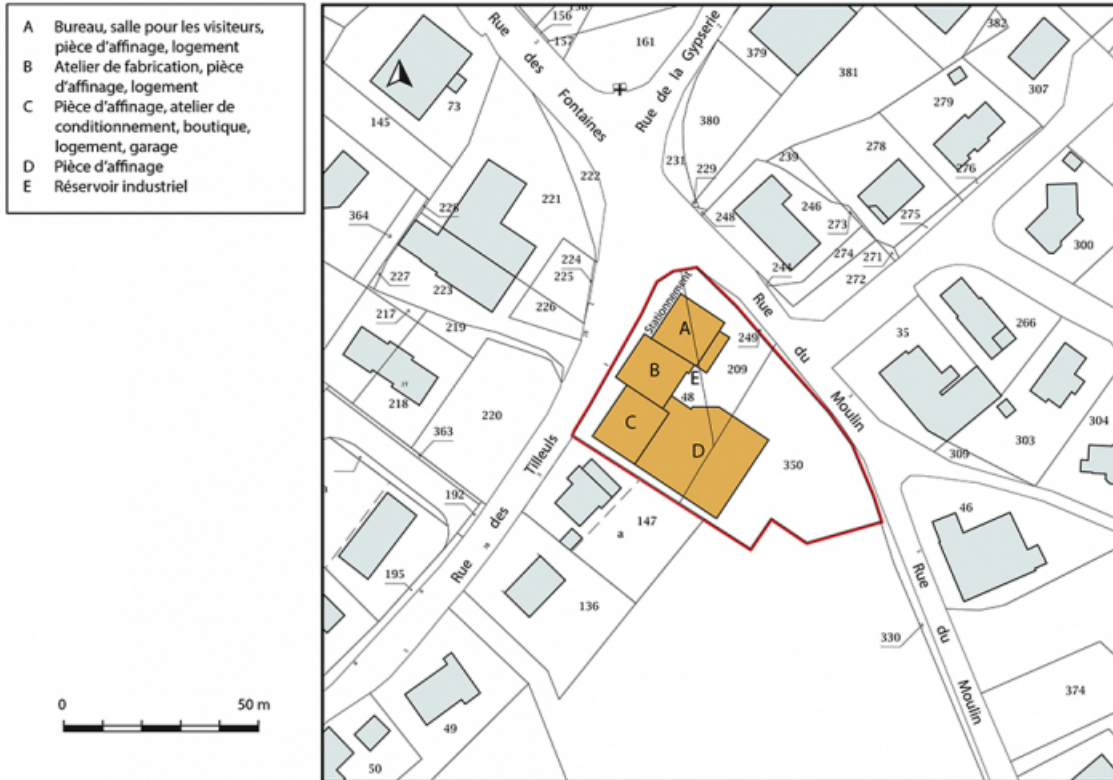 A Bureau, salle pour les visiteurs,
pièce d'affinage, logement
B Atelier de fabrication, pièce
d'affinage, logement
C Pièce d'affinage, atelier de
conditionnement, boutique,
logement, garage
D Pièce d'affinage
E Réservoir industriel
0 50 m
156
157
161
Rue des Fontaines
Rue de la Gypserie
379
381
382
307
73
145
380
279
278
276
231
229
239
222
221
228
364
248
246
273
275
274
271
244
272
300
224
225
226
227
223
217
219
Stationnement
A
B
C
D
E
249
209
48
350
Rue du Moulin
35
266
303
304
309
218
220
363
192
Rue des Tilleuls
147
a
195
136
46
330
Rue du Moulin
374
49
50